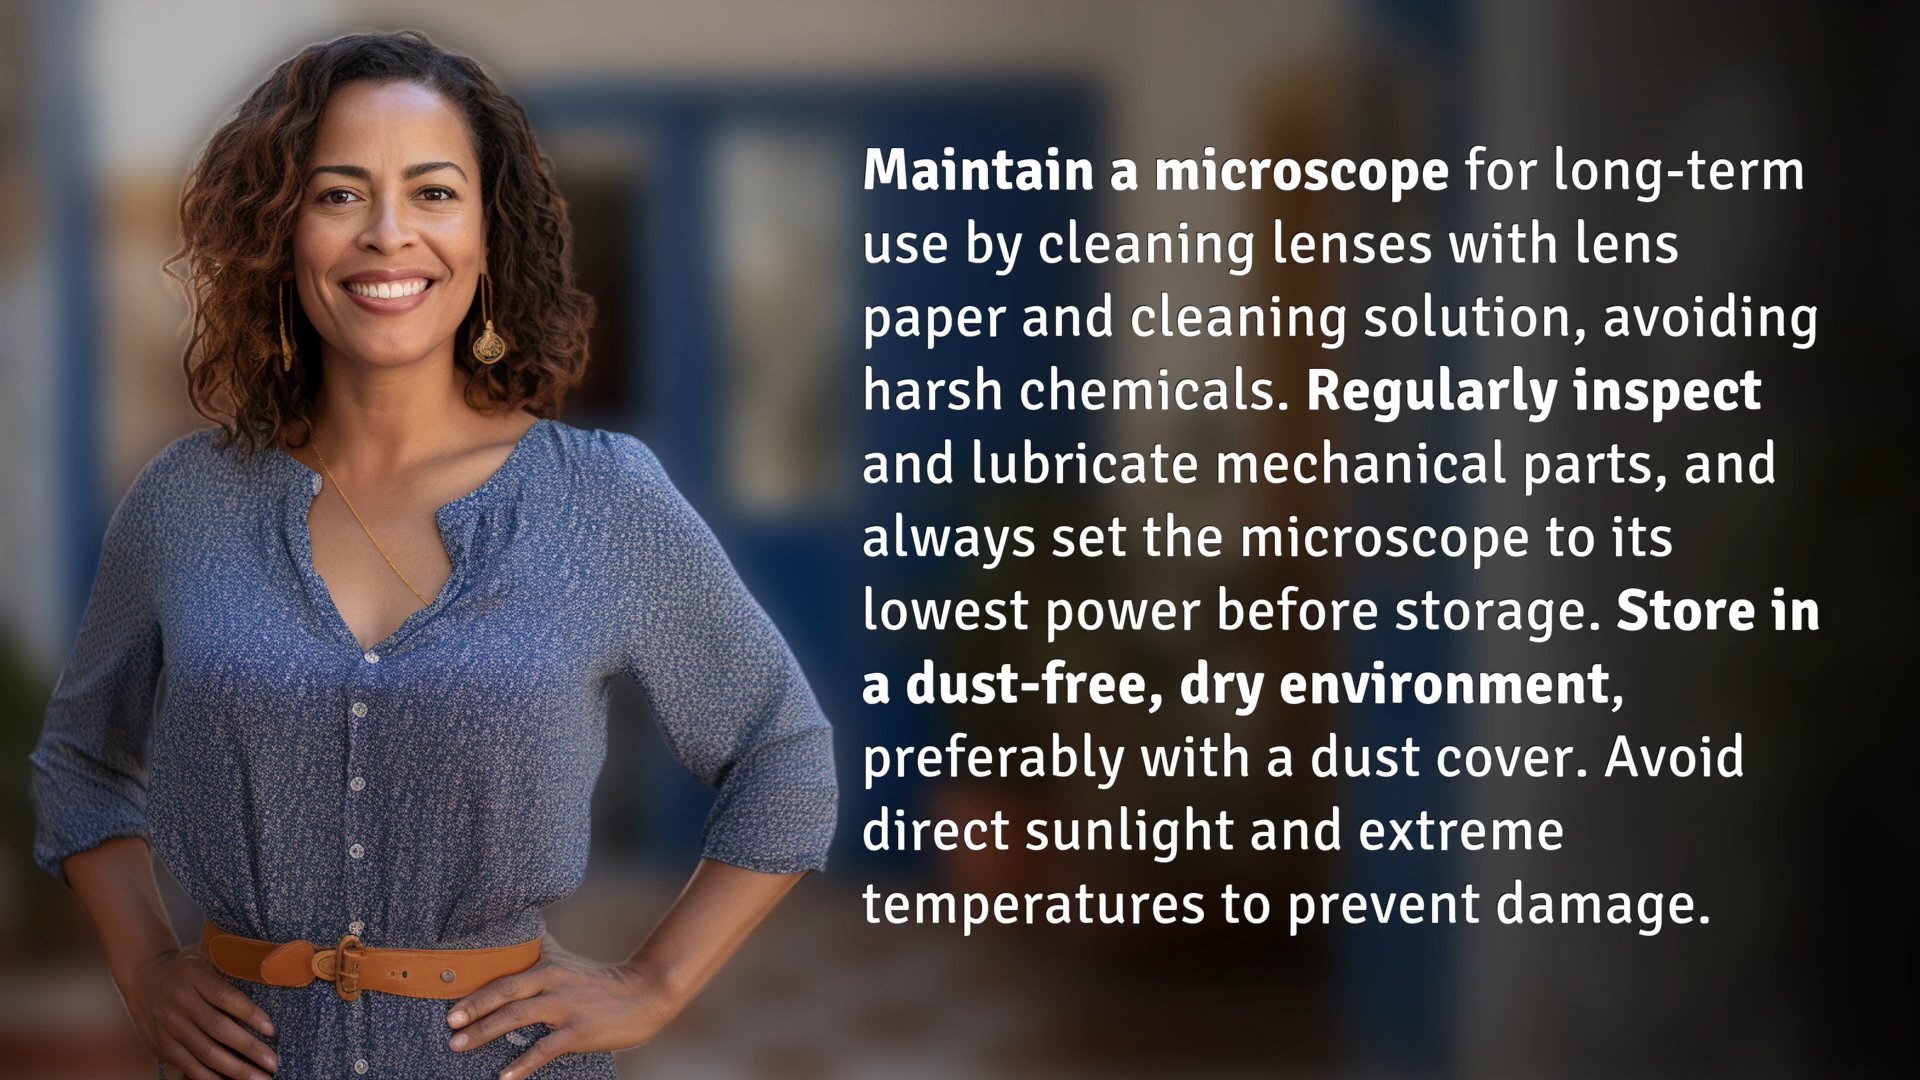 Maintain a microscope for long-term
use by cleaning lenses with lens
paper and cleaning solution, avoiding
harsh chemicals. Regularly inspect
and lubricate mechanical parts, and
always set the microscope to its
lowest power before storage. Store in
a dust-free, dry environment,
preferably with a dust cover. Avoid
direct sunlight and extreme
temperatures to prevent damage.